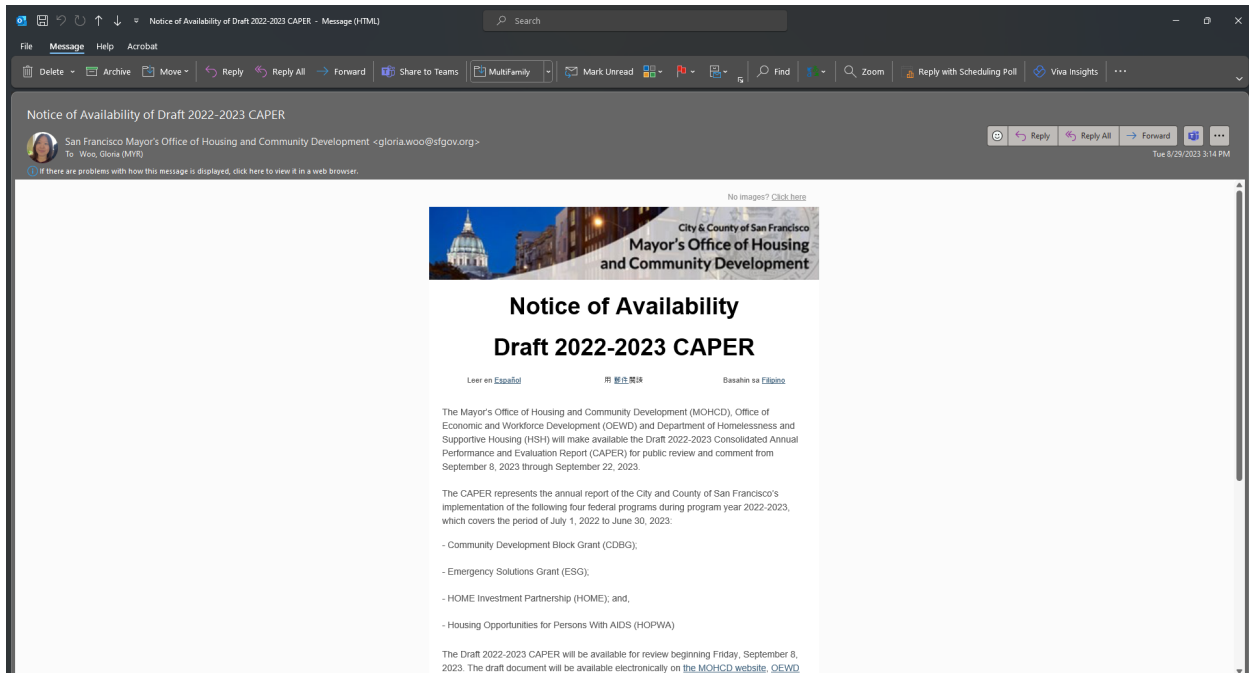 Notice of Availability of Draft 2022-2023 CAPER - Message (HTML)
Search
File Message Help Acrobat
Delete Archive Move Reply Reply All Forward Share to Teams MultiFamily Mark Unread Find Zoom Reply with Scheduling Poll Viva Insights
Notice of Availability of Draft 2022-2023 CAPER
San Francisco Mayor's Office of Housing and Community Development <gloria.woo@sfgov.org>
To Woo, Gloria (MYR)
Reply Reply All Forward
Tue 8/29/2023 3:14 PM
If there are problems with how this message is displayed, click here to view it in a web browser.
No images? Click here
City & County of San Francisco
Mayor's Office of Housing
and Community Development
Notice of Availability
Draft 2022-2023 CAPER
Leer en Español 用 Basahin sa Filipino
The Mayor's Office of Housing and Community Development (MOHCD), Office of
Economic and Workforce Development (OEWD) and Department of Homelessness and
Supportive Housing (HSH) will make available the Draft 2022-2023 Consolidated Annual
Performance and Evaluation Report (CAPER) for public review and comment from
September 8, 2023 through September 22, 2023.
The CAPER represents the annual report of the City and County of San Francisco's
implementation of the following four federal programs during program year 2022-2023,
which covers the period of July 1, 2022 to June 30, 2023:
- Community Development Block Grant (CDBG);
- Emergency Solutions Grant (ESG);
- HOME Investment Partnership (HOME); and,
- Housing Opportunities for Persons With AIDS (HOPWA)
The Draft 2022-2023 CAPER will be available for review beginning Friday, September 8,
2023. The draft document will be available electronically on the MOHCD website, OEWD